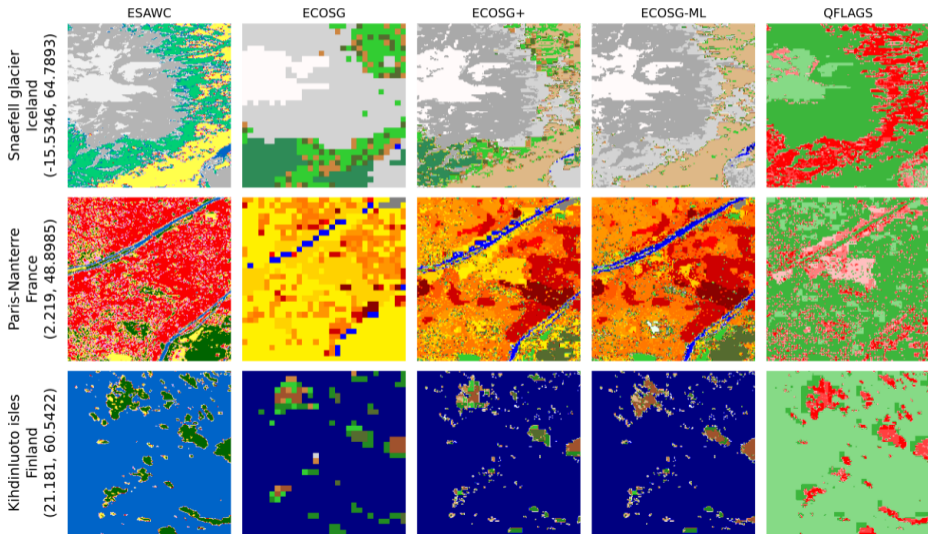 ESAWC ECOSG ECOSG+ ECOSG-ML QFLAGS
Snaefell glacier
Iceland
(-15.5346, 64.7893)
Paris-Nanterre
France
(2.219, 48.8985)
Kihdinluoto isles
Finland
(21.181, 60.5422)